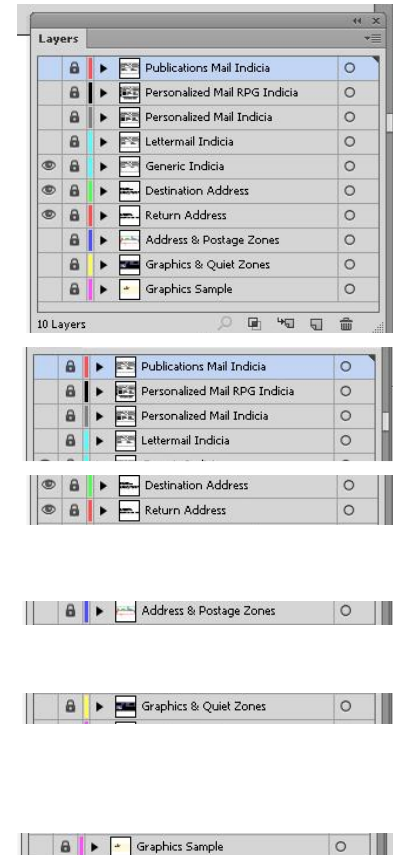 Layers
Publications Mail Indicia
Personalized Mail RPG Indicia
Personalized Mail Indicia
Lettermail Indicia
Generic Indicia
Destination Address
Return Address
Address & Postage Zones
Graphics & Quiet Zones
Graphics Sample
10 Layers
Publications Mail Indicia
Personalized Mail RPG Indicia
Personalized Mail Indicia
Lettermail Indicia
Destination Address
Return Address
Address & Postage Zones
Graphics & Quiet Zones
Graphics Sample